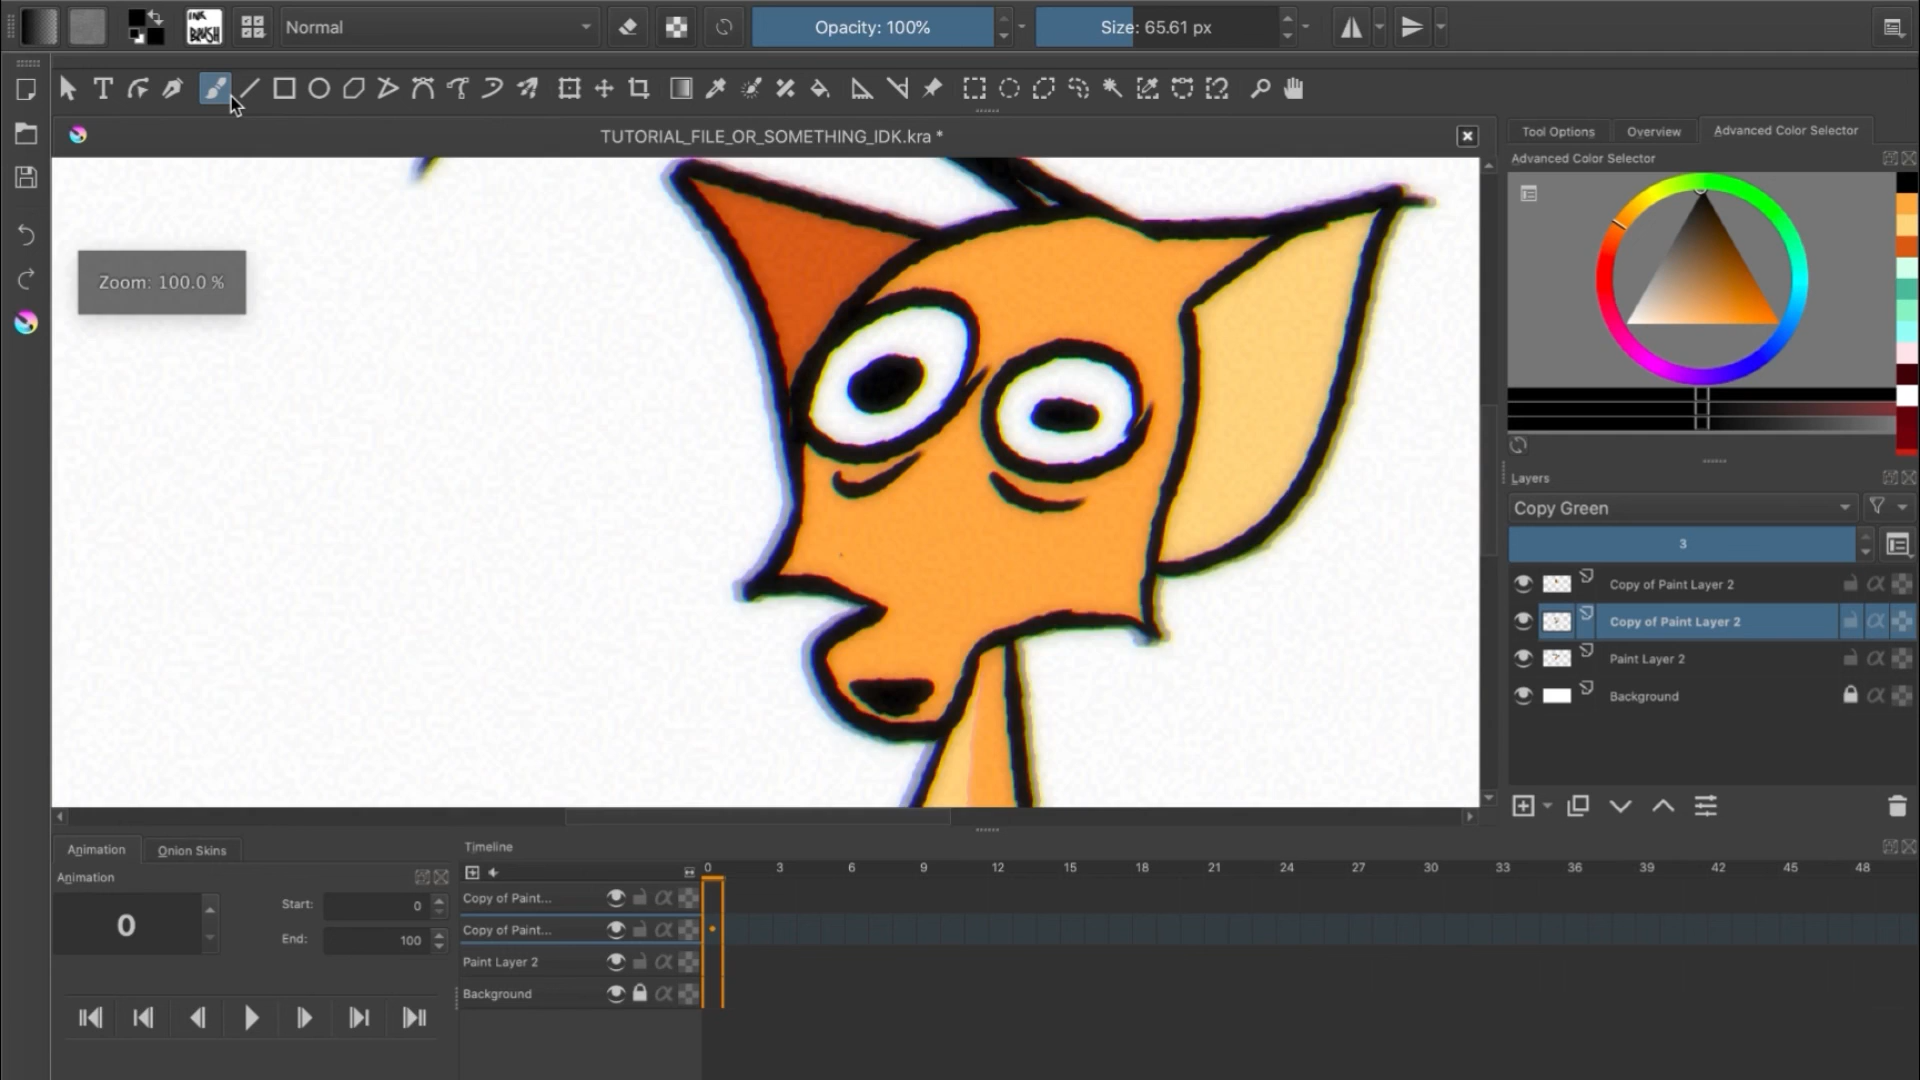 INK BRUSH
Normal
Opacity: 100%
Size: 65.61 px
TUTORIAL_FILE_OR_SOMETHING_IDK.kra *
Zoom: 100.0 %
Tool Options
Overview
Advanced Color Selector
Advanced Color Selector
Layers
Copy Green
3
Copy of Paint Layer 2
Copy of Paint Layer 2
Paint Layer 2
Background
Animation
Onion Skins
Animation
0
Start:
0
End:
100
Timeline
0 3 6 9 12 15 18 21 24 27 30 33 36 39 42 45 48
Copy of Paint...
Copy of Paint...
Paint Layer 2
Background